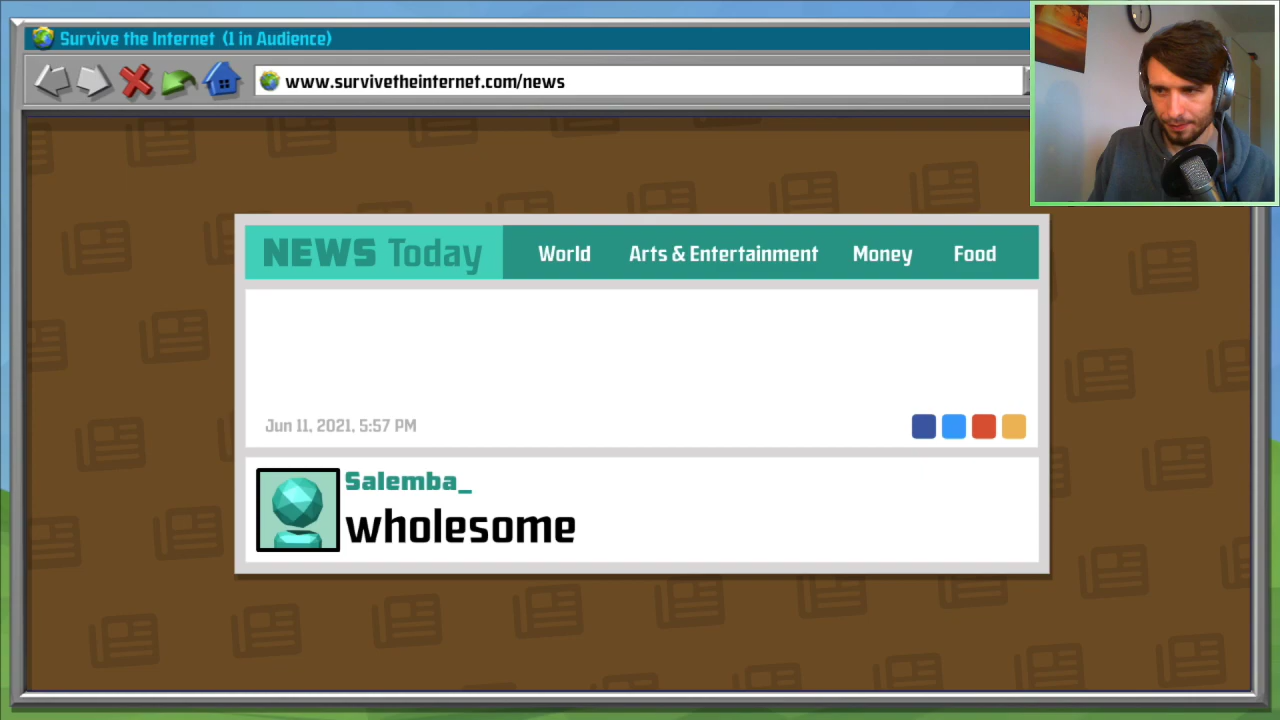 Survive the Internet (1 in Audience)
www.survivetheinternet.com/news
NEWS Today World Arts & Entertainment Money Food
Jun 11, 2021, 5:57 PM
Salemba_
wholesome